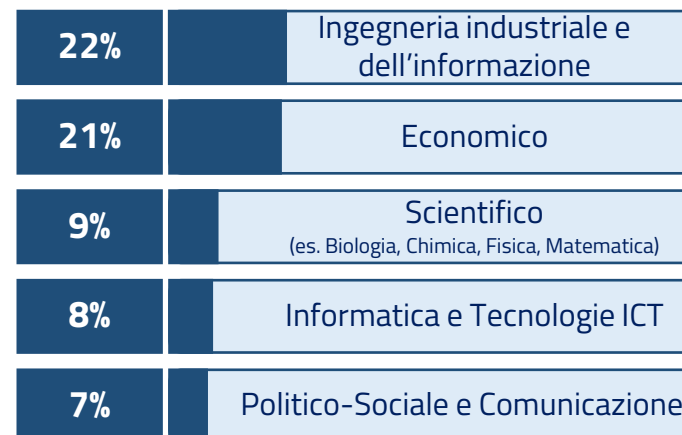 22%
Ingegneria industriale e
dell'informazione
21%
Economico
9%
Scientifico
(es. Biologia, Chimica, Fisica, Matematica)
8%
Informatica e Tecnologie ICT
7%
Politico-Sociale e Comunicazione